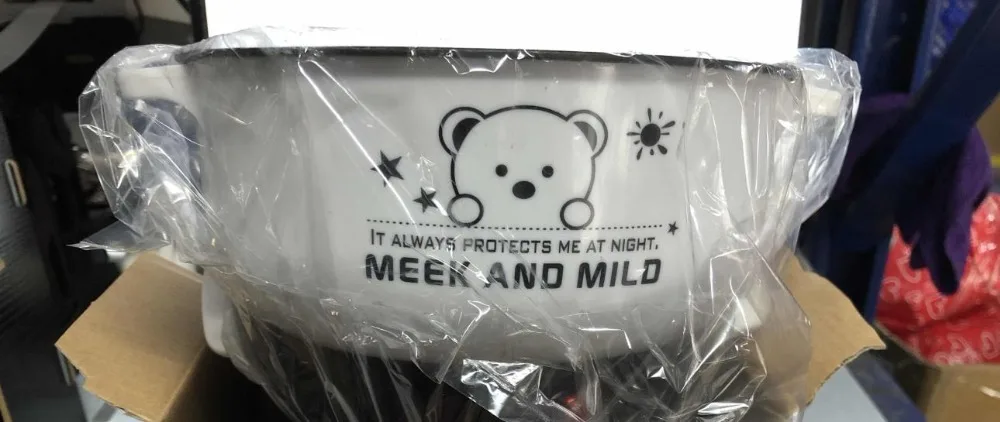 IT ALWAYS PROTECTS ME AT NIGHT.
MEEK AND MILD